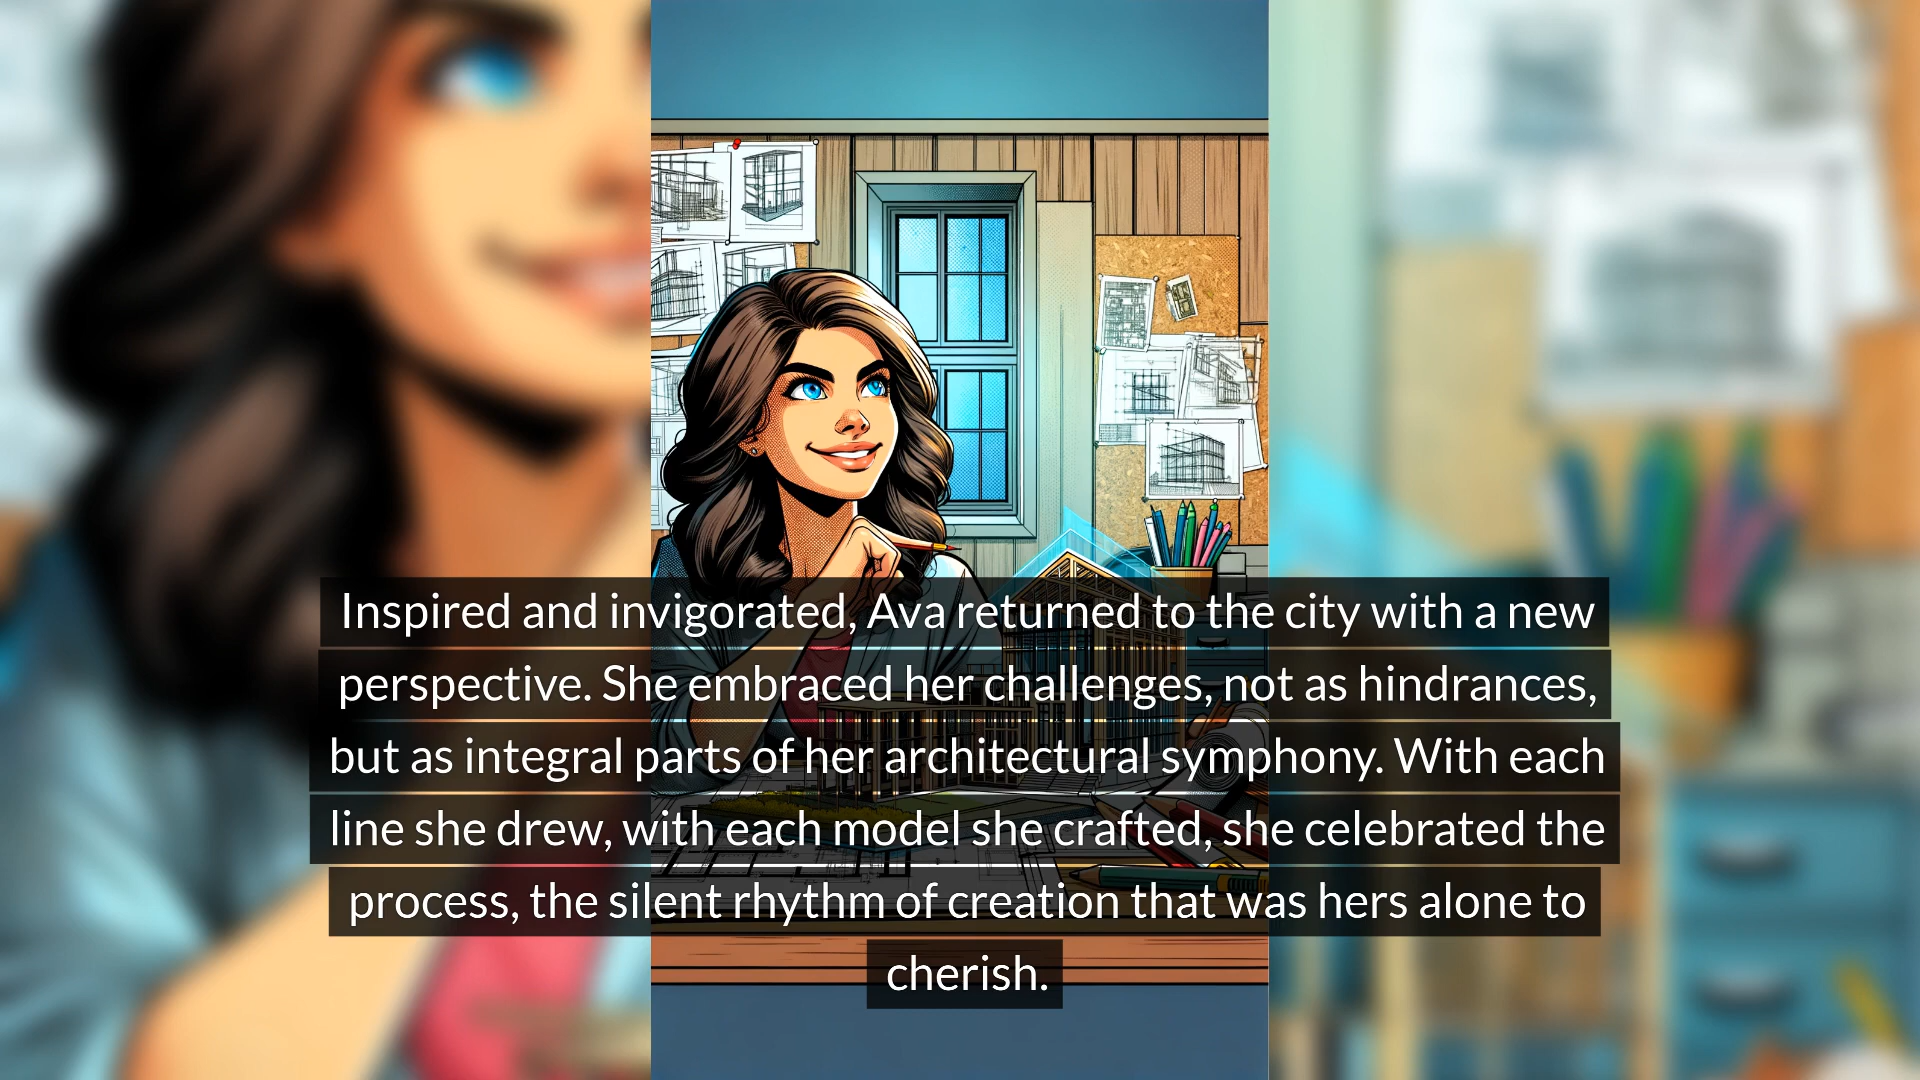 Inspired and invigorated, Ava returned to the city with a new
perspective. She embraced her challenges, not as hindrances,
but as integral parts of her architectural symphony. With each
line she drew, with each model she crafted, she celebrated the
process, the silent rhythm of creation that was hers alone to
cherish.